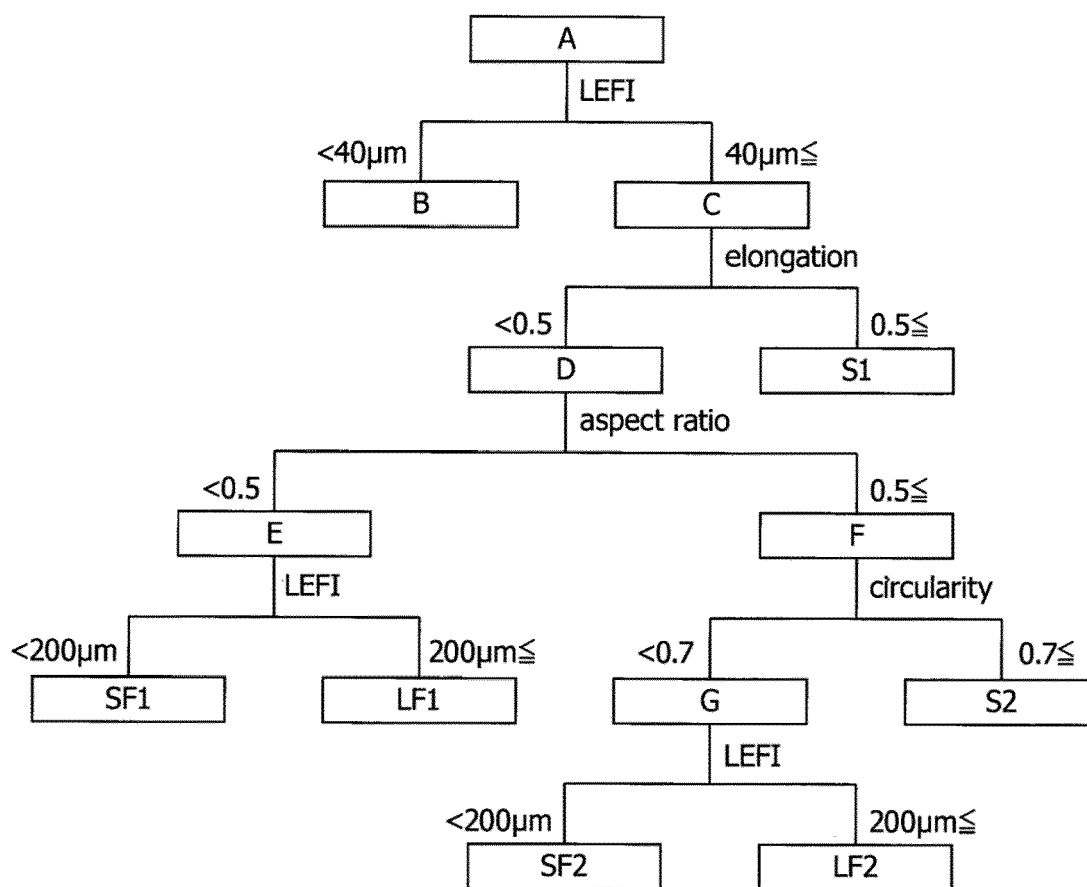 A
LEFI
<40μm 40μm≦
B C
elongation
<0.5 0.5≦
D S1
aspect ratio
<0.5 0.5≦
E F
LEFI circularity
<200μm 200μm≦ <0.7 0.7≦
SF1 LF1 G S2
LEFI
<200μm 200μm≦
SF2 LF2